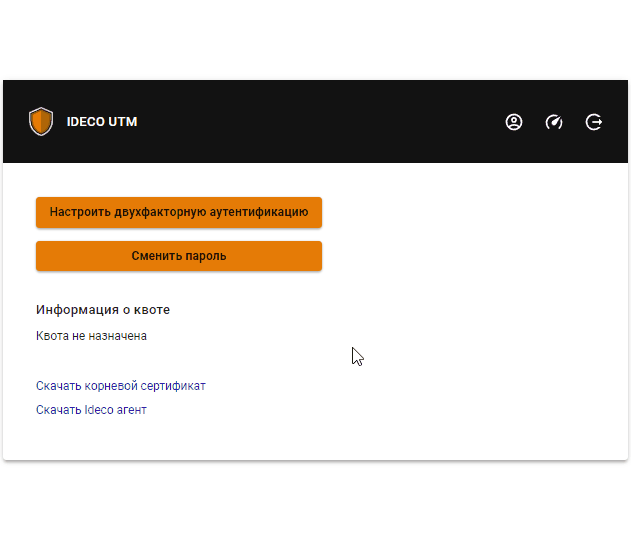 IDECO UTM
Настроить двухфакторную аутентификацию
Сменить пароль
Информация о квоте
Квота не назначена
Скачать корневой сертификат
Скачать Ideco агент